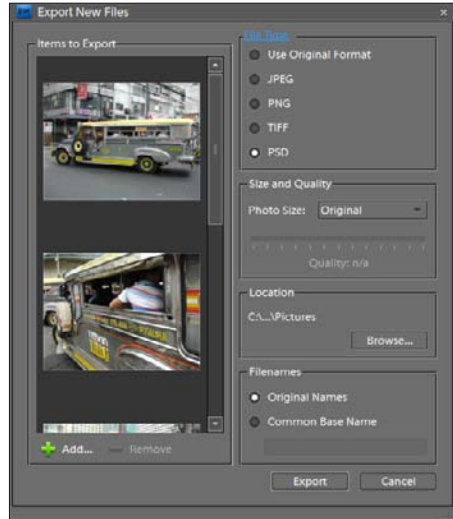 Export New Files
Items to Export
Add...
Remove
File Type
Use Original Format
JPEG
PNG
TIFF
PSD
Size and Quality
Photo Size: Original
Quality: n/a
Location
C:\...\Pictures
Browse...
Filenames
Original Names
Common Base Name
Export Cancel